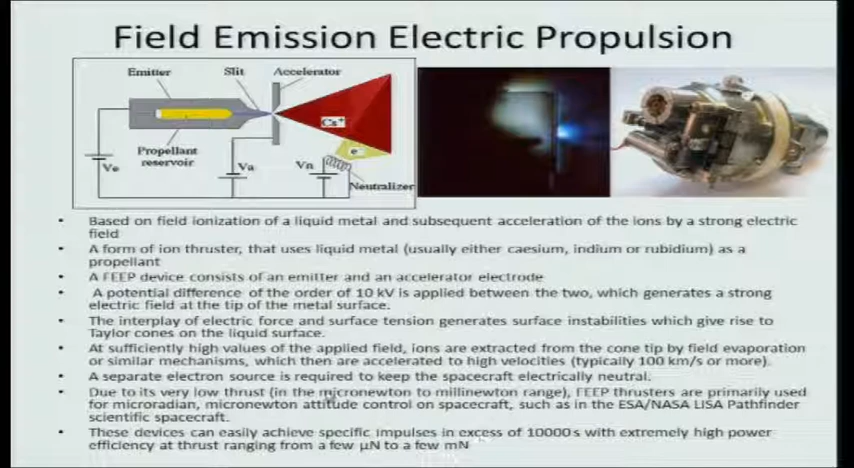 Field Emission Electric Propulsion
Emitter
Slit
Accelerator
Cs+
e-
Propellant
reservoir
Ve
Va
Vn
Neutralizer
• Based on field ionization of a liquid metal and subsequent acceleration of the ions by a strong electric
field
• A form of ion thruster, that uses liquid metal (usually either caesium, indium or rubidium) as a
propellant
• A FEEP device consists of an emitter and an accelerator electrode
• A potential difference of the order of 10 kV is applied between the two, which generates a strong
electric field at the tip of the metal surface.
• The interplay of electric force and surface tension generates surface instabilities which give rise to
Taylor cones on the liquid surface.
• At sufficiently high values of the applied field, ions are extracted from the cone tip by field evaporation
or similar mechanisms, which then are accelerated to high velocities (typically 100 km/s or more).
• A separate electron source is required to keep the spacecraft electrically neutral.
• Due to its very low thrust (in the micronewton to millinewton range), FEEP thrusters are primarily used
for microradian, micronewton attitude control on spacecraft, such as in the ESA/NASA LISA Pathfinder
scientific spacecraft.
• These devices can easily achieve specific impulses in excess of 10000 s with extremely high power
efficiency at thrust ranging from a few µN to a few mN